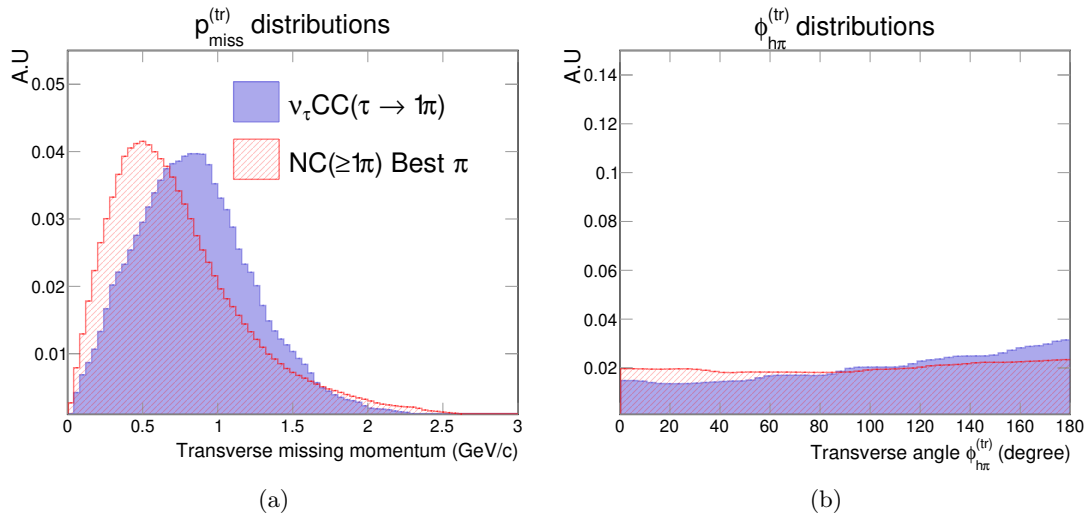 p_miss^(tr) distributions
A.U
0.05
0.04
0.03
0.02
0.01
ν_τCC(τ → 1π)
NC(≥1π) Best π
0 0.5 1 1.5 2 2.5 3
Transverse missing momentum (GeV/c)
(a)
ϕ_hπ^(tr) distributions
A.U
0.14
0.12
0.1
0.08
0.06
0.04
0.02
0 20 40 60 80 100 120 140 160 180
Transverse angle ϕ_hπ^(tr) (degree)
(b)